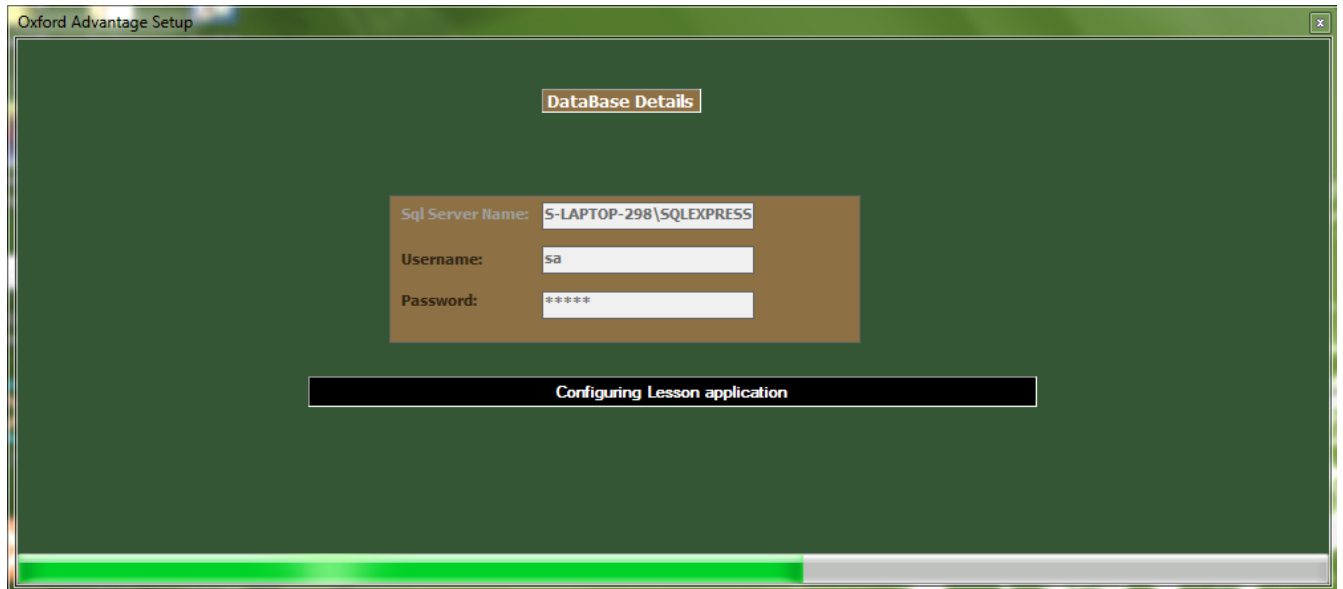 Oxford Advantage Setup
x
DataBase Details
Sql Server Name: S-LAPTOP-298\SQLEXPRESS
Username: sa
Password: *****
Configuring Lesson application